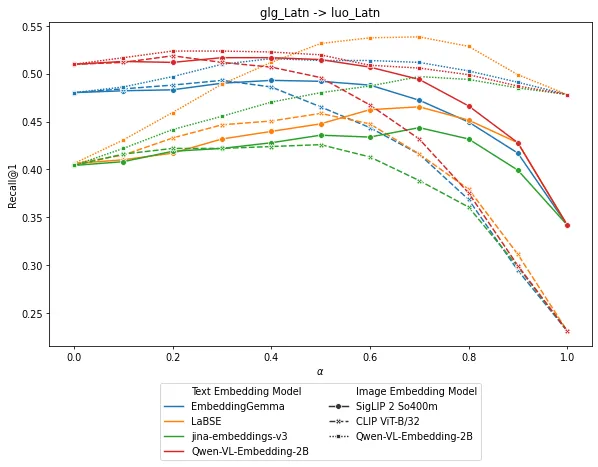 glg_Latn -> luo_Latn
0.55
0.50
0.45
0.40
0.35
0.30
0.25
Recall@1
0.0 0.2 0.4 0.6 0.8 1.0
α
Text Embedding Model
EmbeddingGemma
LaBSE
jina-embeddings-v3
Qwen-VL-Embedding-2B
Image Embedding Model
SigLIP 2 So400m
CLIP ViT-B/32
Qwen-VL-Embedding-2B